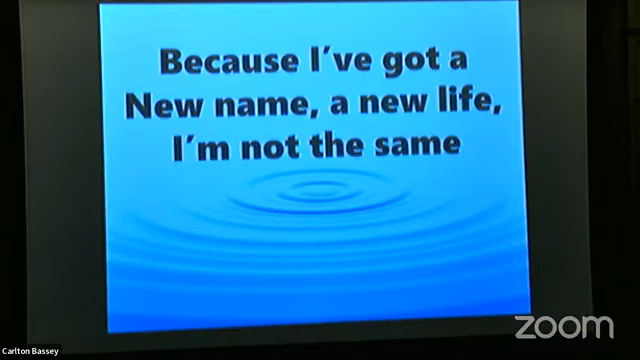 Because I've got a
New name, a new life,
I'm not the same
zoom
Carlton Bassey